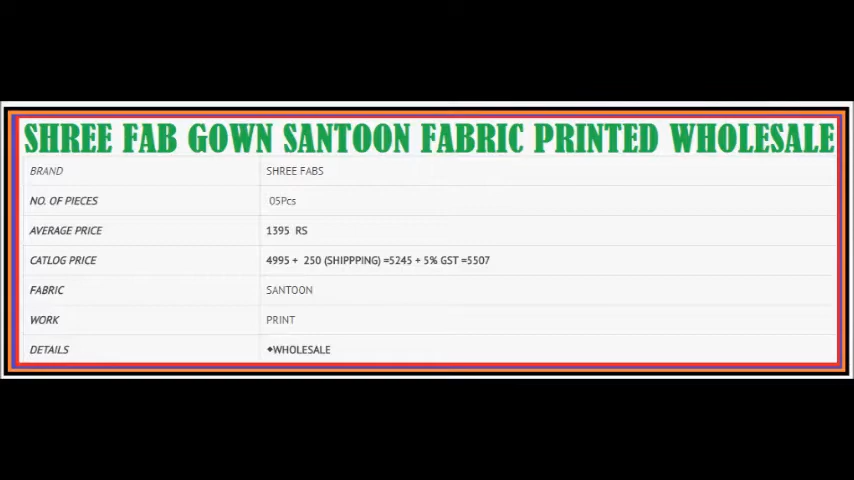 SHREE FAB GOWN SANTOON FABRIC PRINTED WHOLESALE
BRAND SHREE FABS
NO. OF PIECES 05Pcs
AVERAGE PRICE 1395 RS
CATLOG PRICE 4995 + 250 (SHIPPPING) =5245 + 5% GST =5507
FABRIC SANTOON
WORK PRINT
DETAILS ◆WHOLESALE